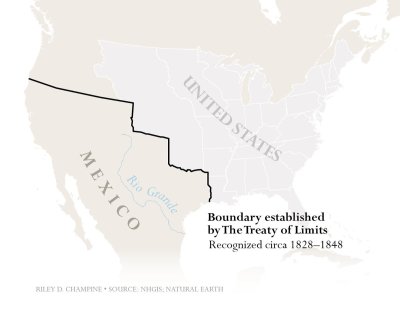 UNITED STATES
MEXICO
Rio Grande
Boundary established
by The Treaty of Limits
Recognized circa 1828–1848
RILEY D. CHAMPINE • SOURCE: NHGIS; NATURAL EARTH